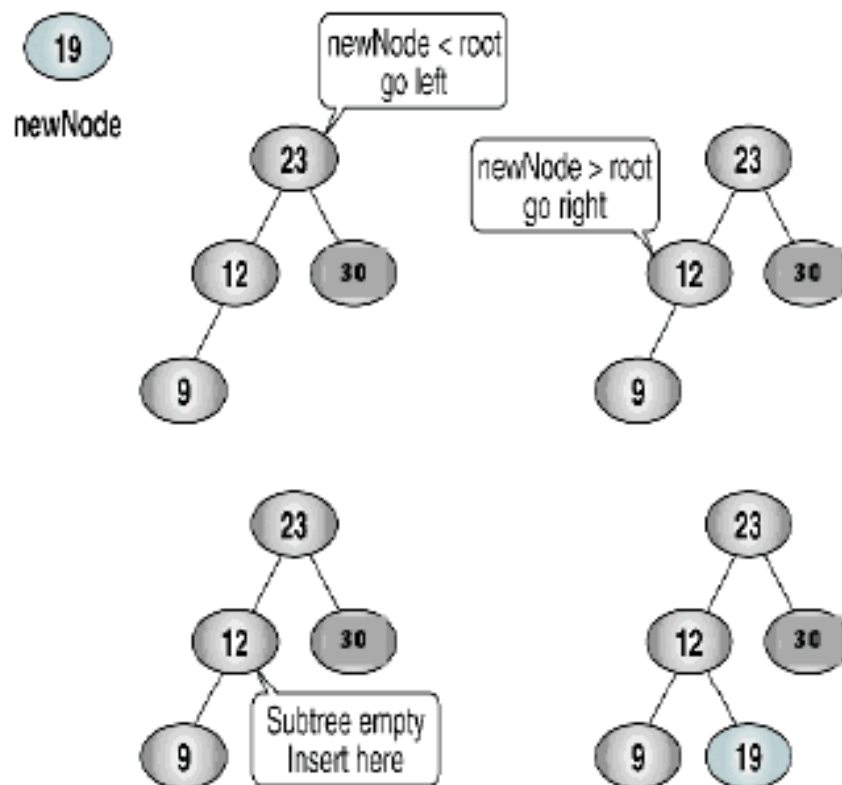 19
newNode
newNode < root
go left
23
12
30
9
newNode > root
go right
23
12
30
9
23
12
30
9
Subtree empty
Insert here
23
12
30
9
19